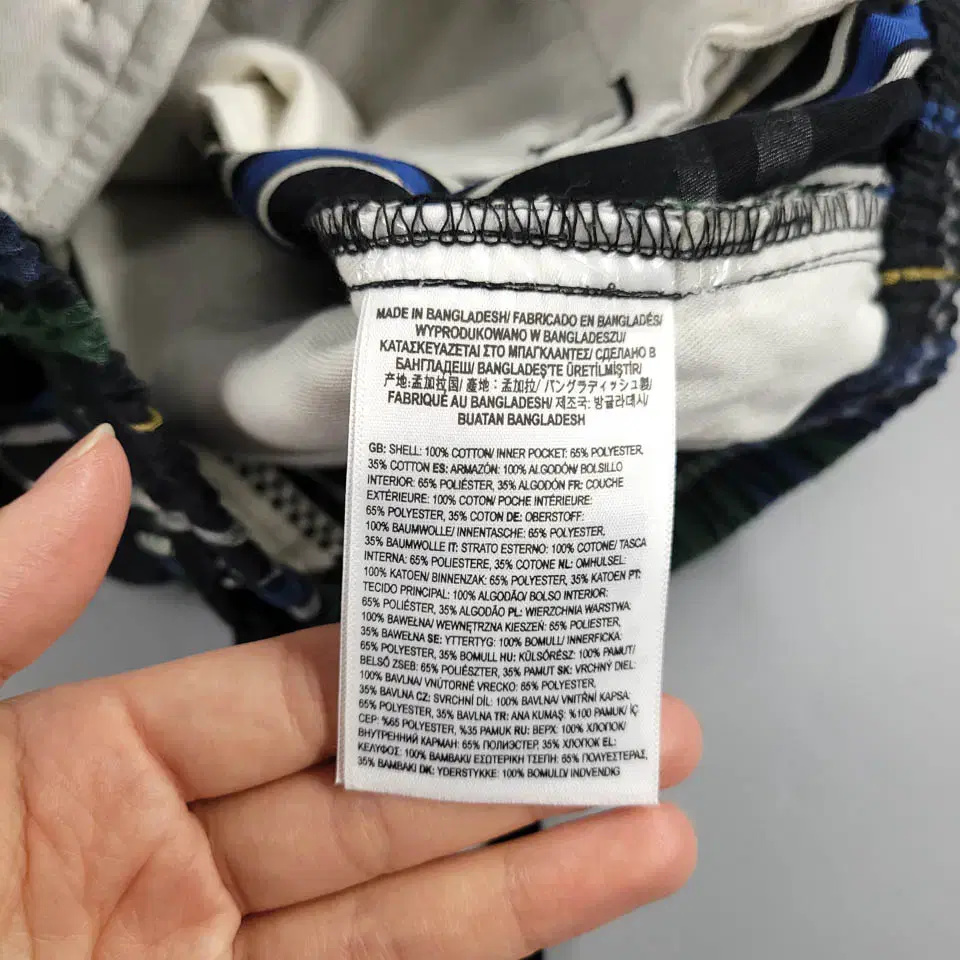 MADE IN BANGLADESH/ FABRICADO EN BANGLADÉS/
WYPRODUKOWANO W BANGLADESZU/
ΚΑΤΑΣΚΕΥΑΖΕΤΑΙ ΣΤΟ ΜΠΑΓΚΛΑΝΤΕΣ/ СДЕЛАНО В
БАНГЛАДЕШ/ BANGLADEŞ'TE ÜRETİLMİŞTİR/
产地:孟加拉国/ 產地:孟加拉/ バングラディッシュ製/
FABRIQUÉ AU BANGLADESH/ 제조국: 방글라데시/
BUATAN BANGLADESH
GB: SHELL: 100% COTTON/ INNER POCKET: 65% POLYESTER,
35% COTTON ES: ARMAZÓN: 100% ALGODÓN/ BOLSILLO
INTERIOR: 65% POLIÉSTER, 35% ALGODÓN FR: COUCHE
EXTÉRIEURE: 100% COTON/ POCHE INTÉRIEURE:
65% POLYESTER, 35% COTON DE: OBERSTOFF:
100% BAUMWOLLE/ INNENTASCHE: 65% POLYESTER,
35% BAUMWOLLE IT: STRATO ESTERNO: 100% COTONE/ TASCA
INTERNA: 65% POLIESTERE, 35% COTONE NL: OMHULSEL:
100% KATOEN/ BINNENZAK: 65% POLYESTER, 35% KATOEN PT:
TECIDO PRINCIPAL: 100% ALGODÃO/ BOLSO INTERIOR:
65% POLIÉSTER, 35% ALGODÃO PL: WIERZCHNIA WARSTWA:
100% BAWEŁNA/ WEWNĘTRZNA KIESZEŃ: 65% POLYESTER,
35% BAWEŁNA SE: YTTERTYG: 100% BOMULL/ INNERFICKA:
65% POLYESTER, 35% BOMULL HU: KÜLSŐRÉSZ: 100% PAMUT/
BELSŐ ZSEB: 65% POLIÉSZTER, 35% PAMUT SK: VRCHNÝ DIEL:
100% BAVLNA/ VNÚTORNÉ VRECKO: 65% POLYESTER,
35% BAVLNA CZ: SVRCHNÍ DÍL: 100% BAVLNA/ VNITŘNÍ KAPSA:
65% POLYESTER, 35% BAVLNA TR: ANA KUMAŞ: %100 PAMUK/ İÇ
CEP: %65 POLYESTER, %35 PAMUK RU: ВЕРХ: 100% ХЛОПОК/
ВНУТРЕННИЙ КАРМАН: 65% ПОЛИЭСТЕР, 35% ХЛОПОК EL:
ΚΕΛΥΦΟΣ: 100% ΒΑΜΒΑΚΙ/ ΕΣΩΤΕΡΙΚΗ ΤΣΕΠΗ: 65% ΠΟΛΥΕΣΤΕΡΑΣ,
35% ΒΑΜΒΑΚΙ DK: YDERSTYKKE: 100% BOMULD/ INDVENDIG